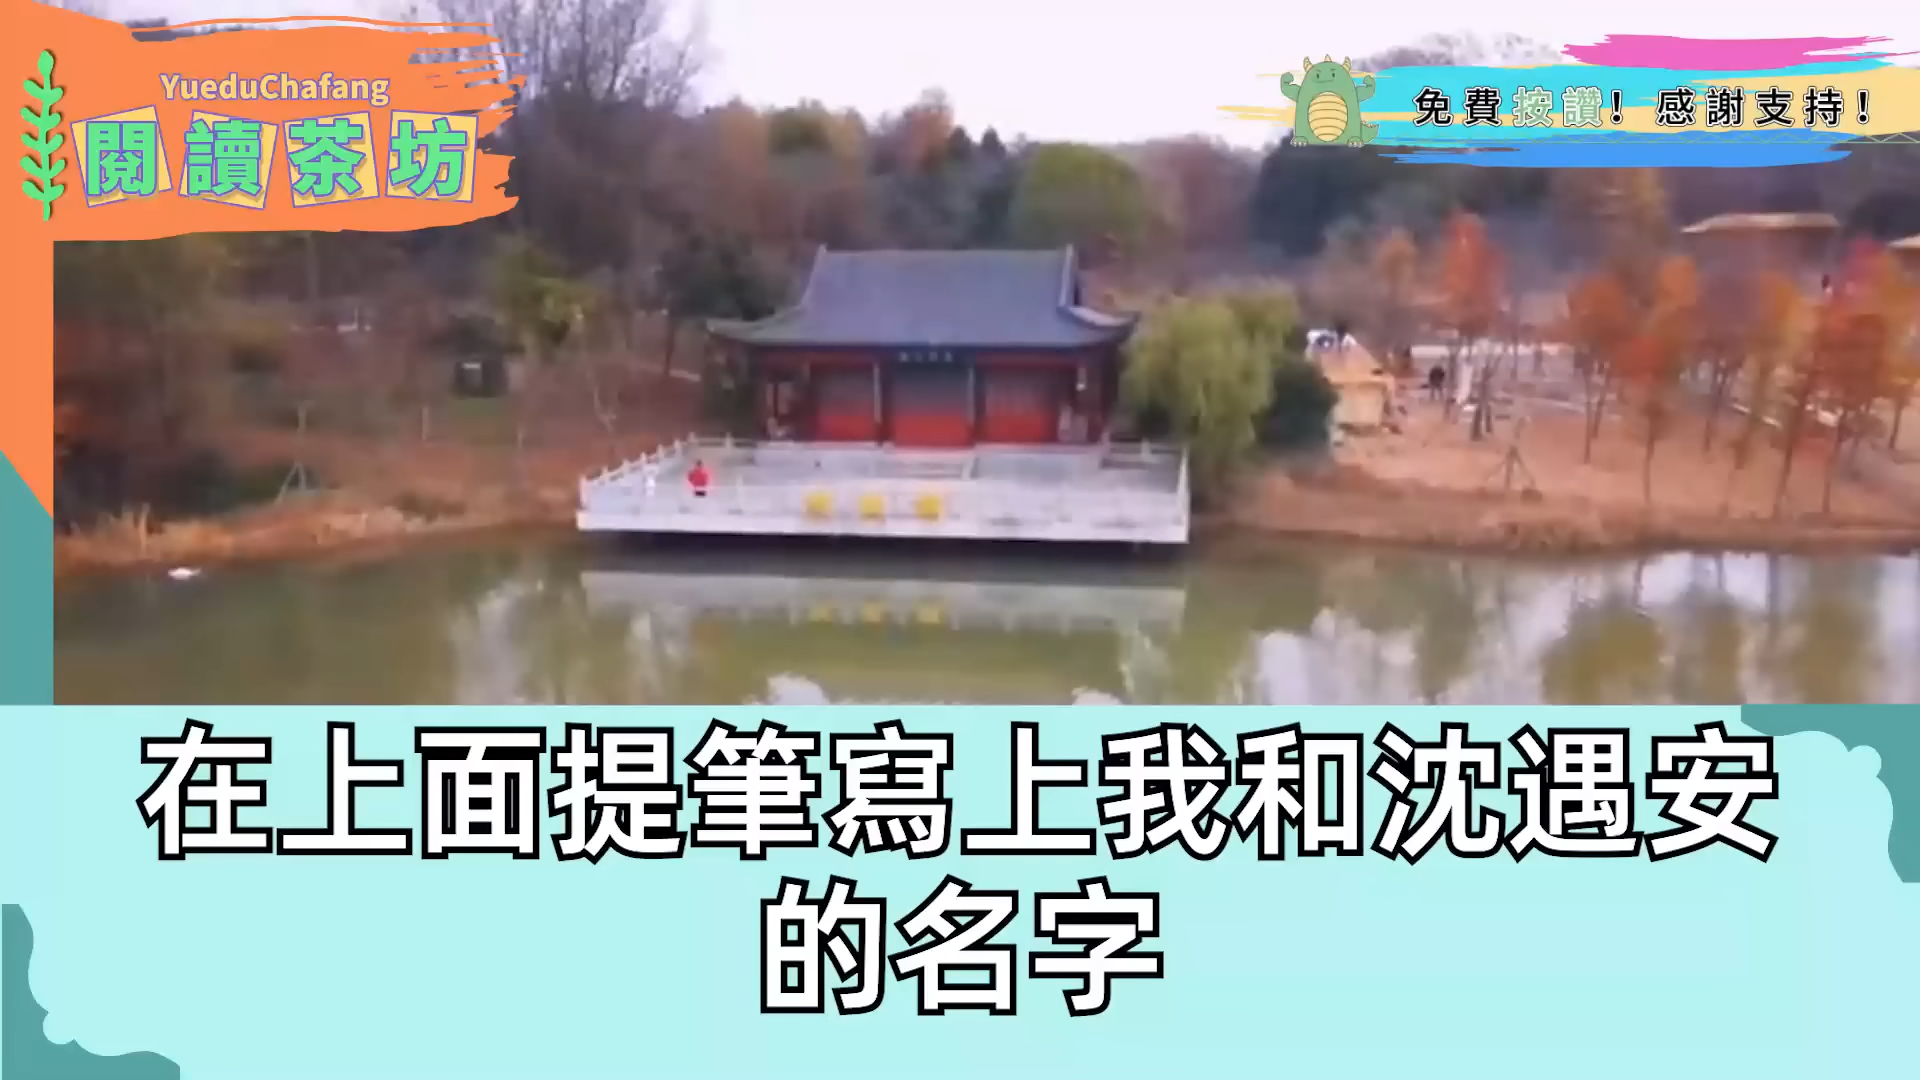 YueduChafang
閱讀茶坊
免費按讚！感謝支持！
在上面提筆寫上我和沈遇安
的名字